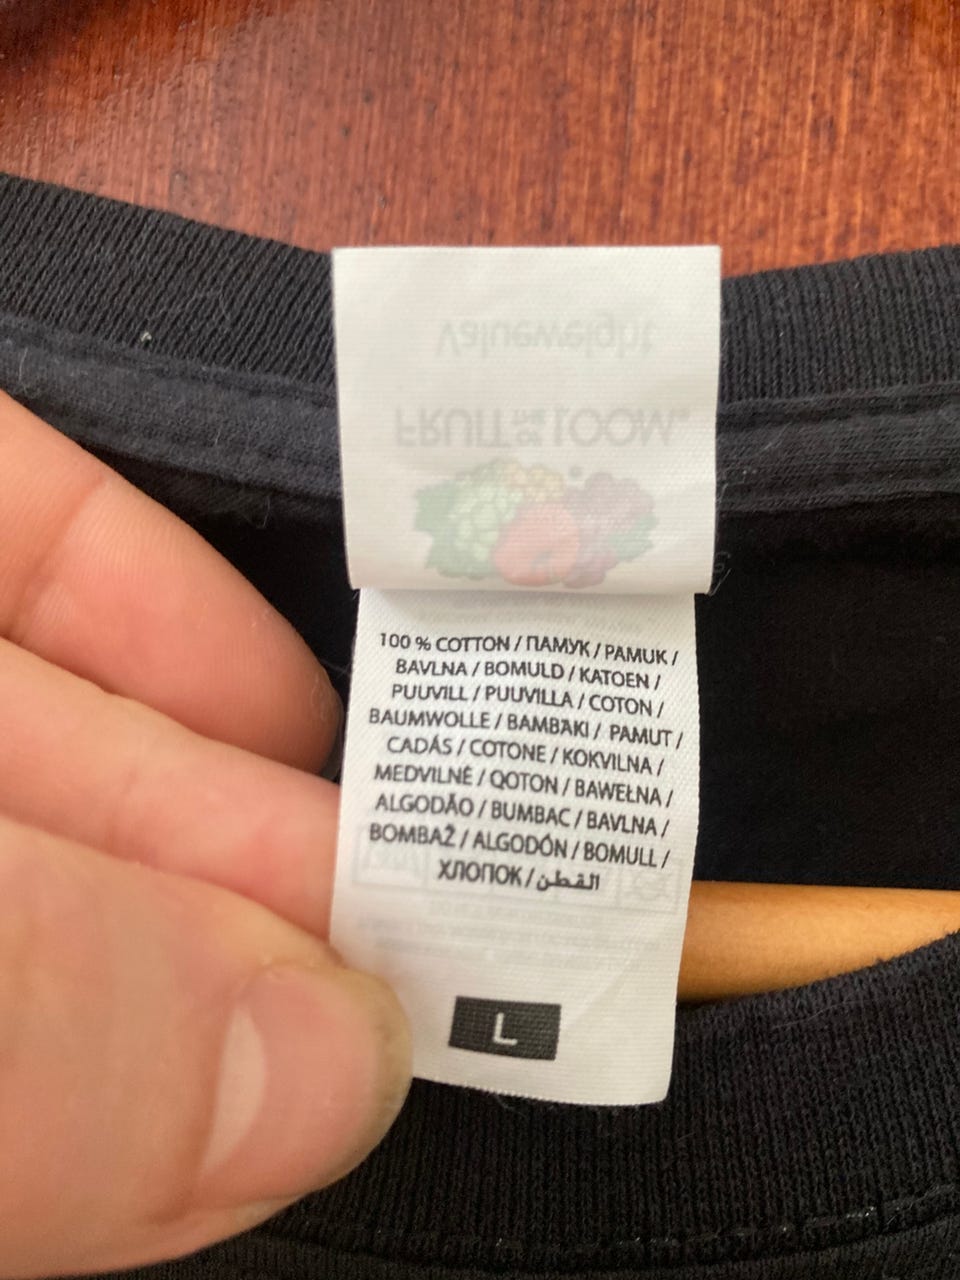 Valueweight
FRUIT OF THE LOOM®
100 % COTTON / ПАМУК / PAMUK /
BAVLNA / BOMULD / KATOEN /
PUUVILL / PUUVILLA / COTON /
BAUMWOLLE / ΒΑΜΒΆΚΙ / PAMUT /
CADÁS / COTONE / KOKVILNA /
MEDVILNĖ / QOTON / BAWEŁNA /
ALGODÃO / BUMBAC / BAVLNA /
BOMBAŽ / ALGODÓN / BOMULL /
ХЛОПОК / القطن
L